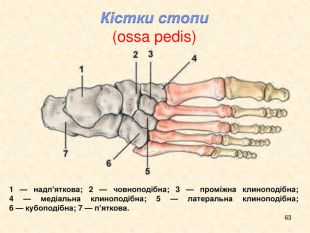 Кістки стопи
(ossa pedis)
2
3
4
1
7
6
5
1 — надп’яткова; 2 — човноподібна; 3 — проміжна клиноподібна;
4 — медіальна клиноподібна; 5 — латеральна клиноподібна;
6 — кубоподібна; 7 — п’яткова.
63